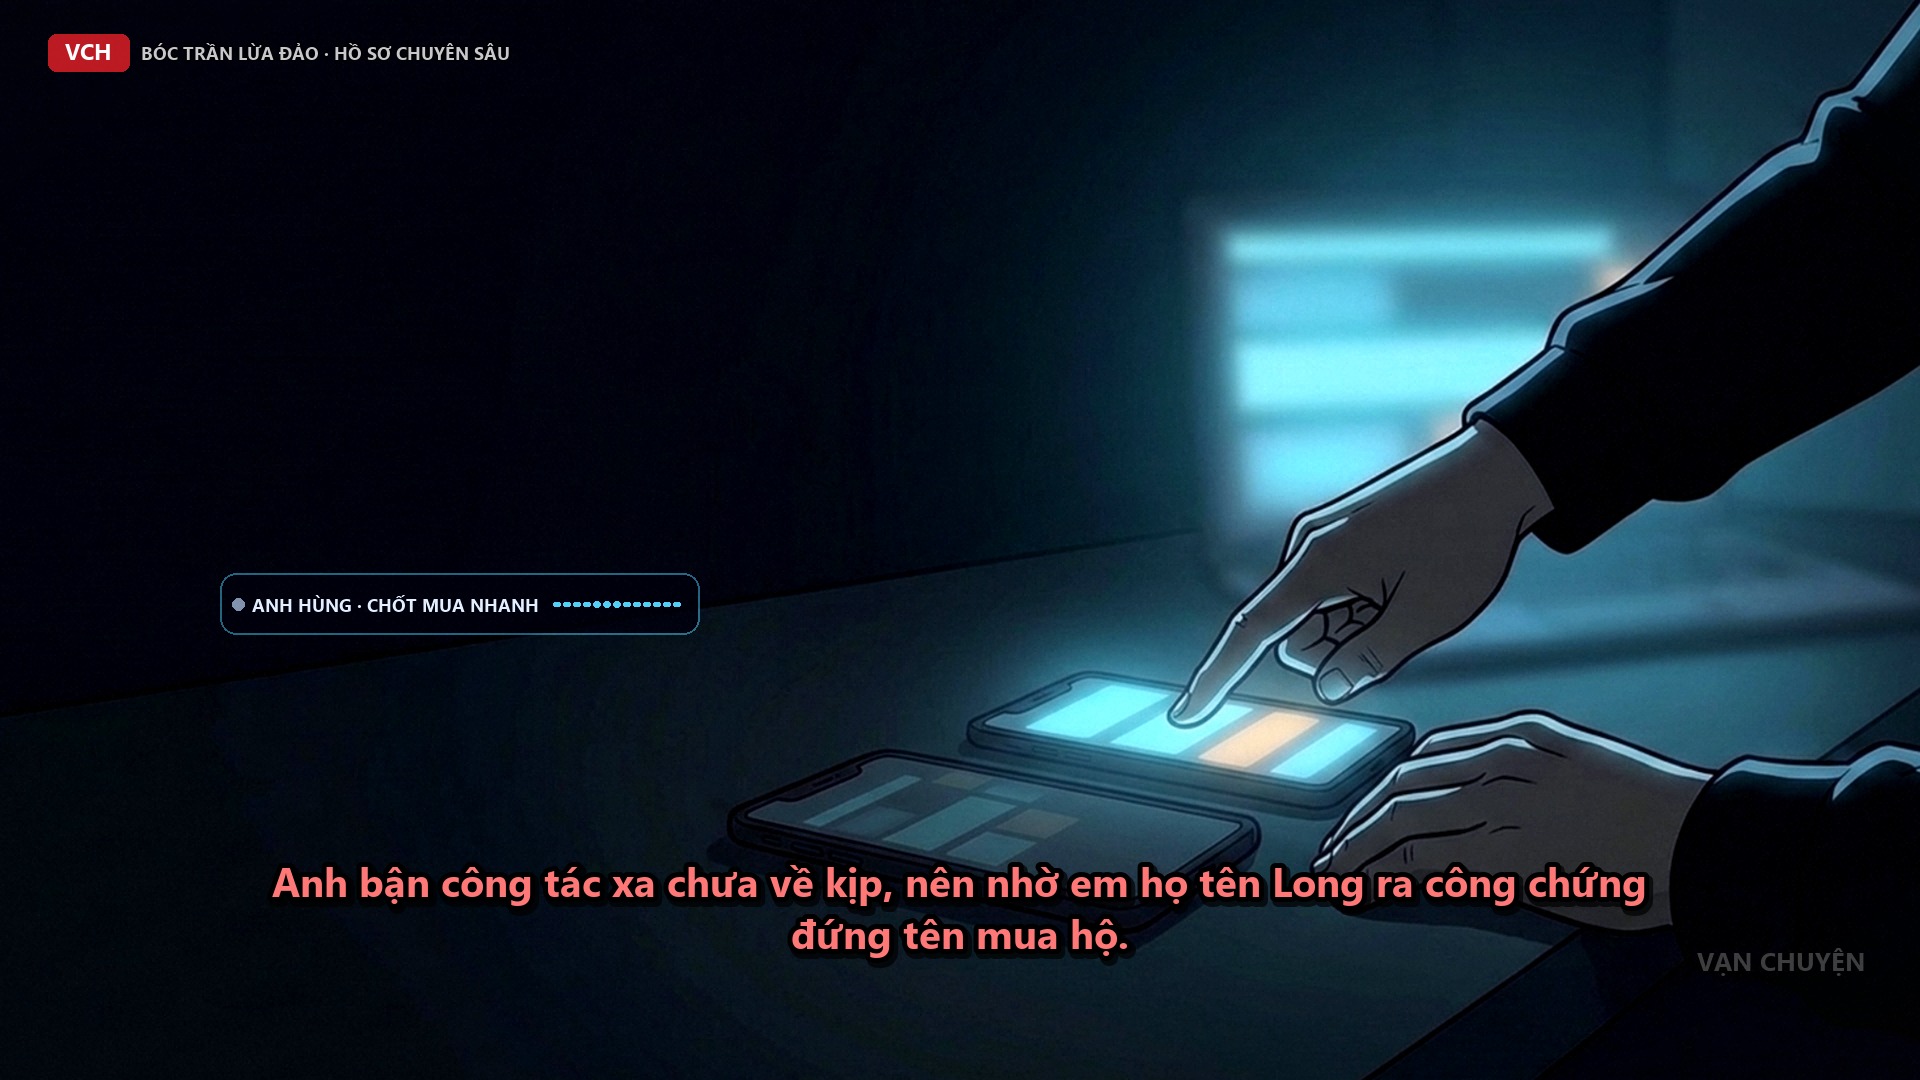 VCH BÓC TRẦN LỪA ĐẢO · HỒ SƠ CHUYÊN SÂU
ANH HÙNG · CHỐT MUA NHANH
Anh bận công tác xa chưa về kịp, nên nhờ em họ tên Long ra công chứng
đứng tên mua hộ.
VẠN CHUYỆN